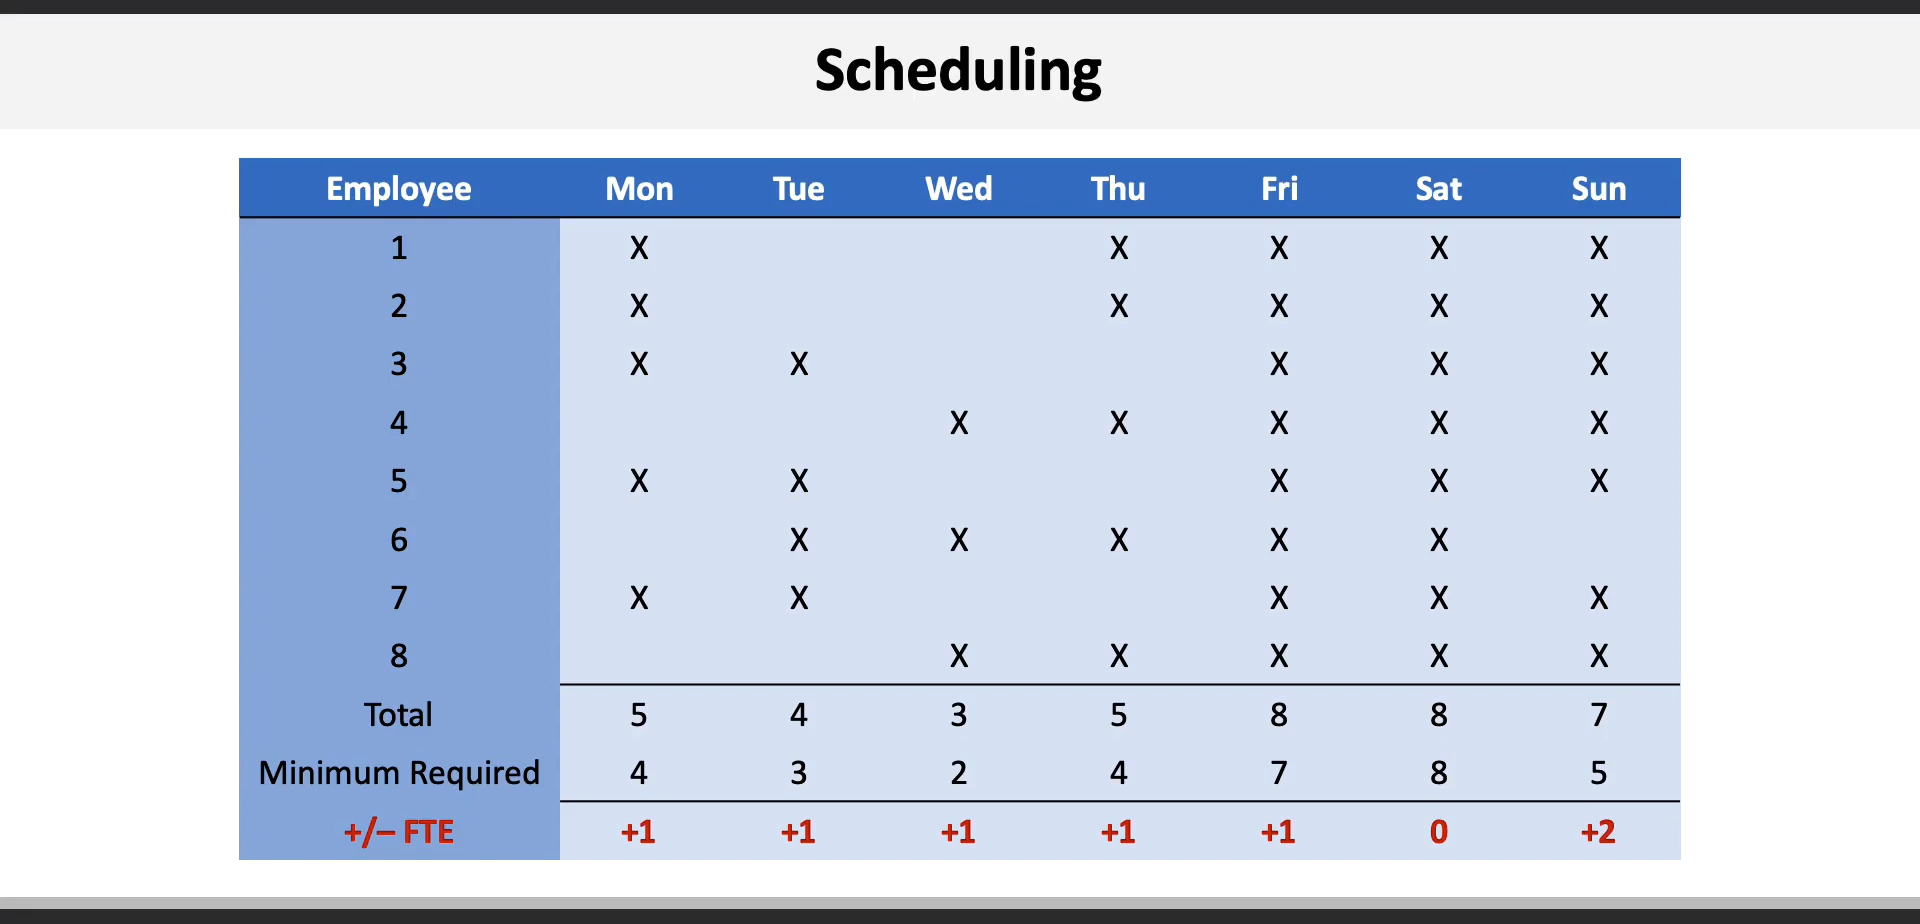 Scheduling
Employee Mon Tue Wed Thu Fri Sat Sun
1 X X X X X
2 X X X X X
3 X X X X X
4 X X X X X
5 X X X X X
6 X X X X X
7 X X X X X
8 X X X X X
Total 5 4 3 5 8 8 7
Minimum Required 4 3 2 4 7 8 5
+/– FTE +1 +1 +1 +1 +1 0 +2